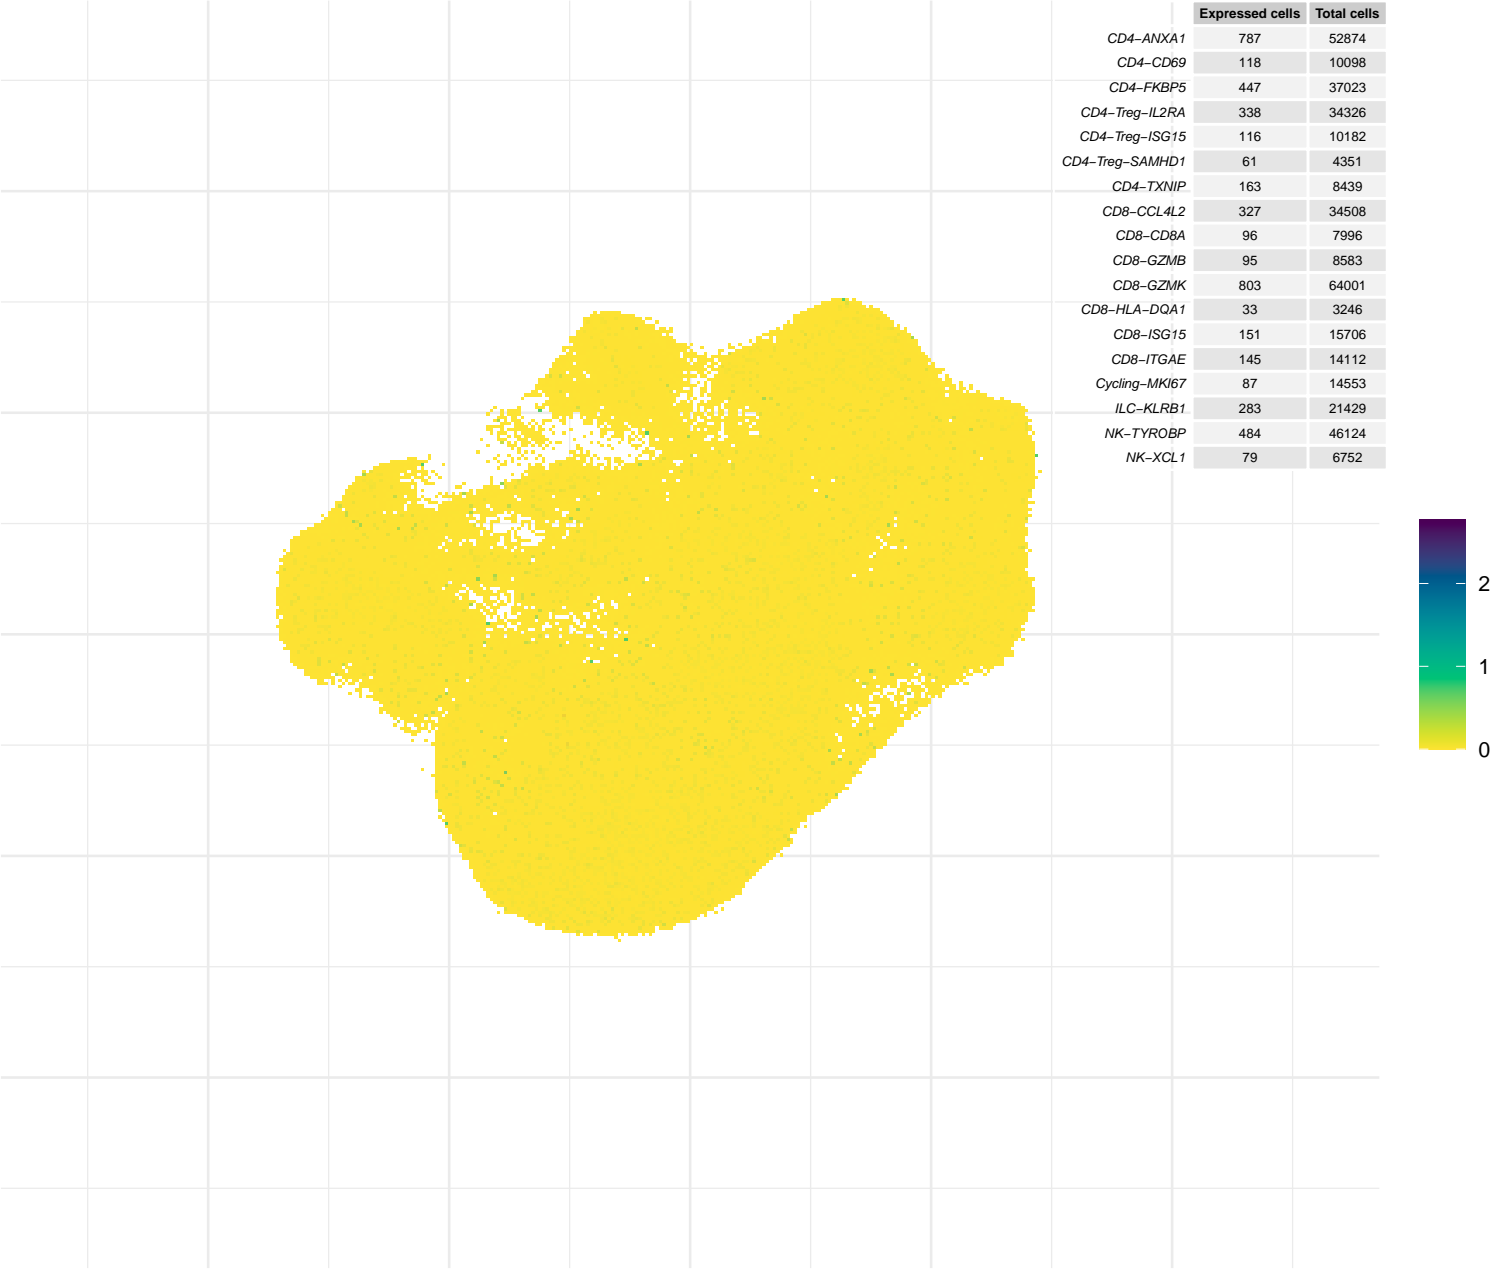 Expressed cells Total cells
CD4−ANXA1 787 52874
CD4−CD69 118 10098
CD4−FKBP5 447 37023
CD4−Treg−IL2RA 338 34326
CD4−Treg−ISG15 116 10182
CD4−Treg−SAMHD1 61 4351
CD4−TXNIP 163 8439
CD8−CCL4L2 327 34508
CD8−CD8A 96 7996
CD8−GZMB 95 8583
CD8−GZMK 803 64001
CD8−HLA−DQA1 33 3246
CD8−ISG15 151 15706
CD8−ITGAE 145 14112
Cycling−MKI67 87 14553
ILC−KLRB1 283 21429
NK−TYROBP 484 46124
NK−XCL1 79 6752
2
1
0